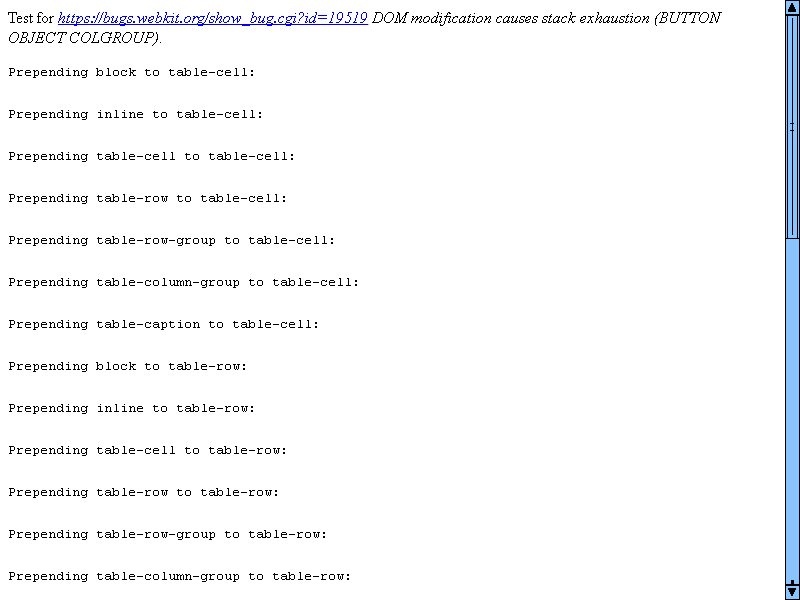 Test for https://bugs.webkit.org/show_bug.cgi?id=19519 DOM modification causes stack exhaustion (BUTTON
OBJECT COLGROUP).
Prepending block to table-cell:
Prepending inline to table-cell:
Prepending table-cell to table-cell:
Prepending table-row to table-cell:
Prepending table-row-group to table-cell:
Prepending table-column-group to table-cell:
Prepending table-caption to table-cell:
Prepending block to table-row:
Prepending inline to table-row:
Prepending table-cell to table-row:
Prepending table-row to table-row:
Prepending table-row-group to table-row:
Prepending table-column-group to table-row: